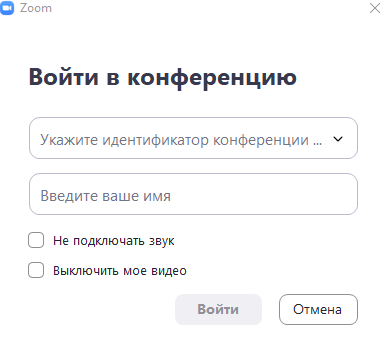 Zoom
Войти в конференцию
Укажите идентификатор конференции ...
Введите ваше имя
Не подключать звук
Выключить мое видео
Войти
Отмена